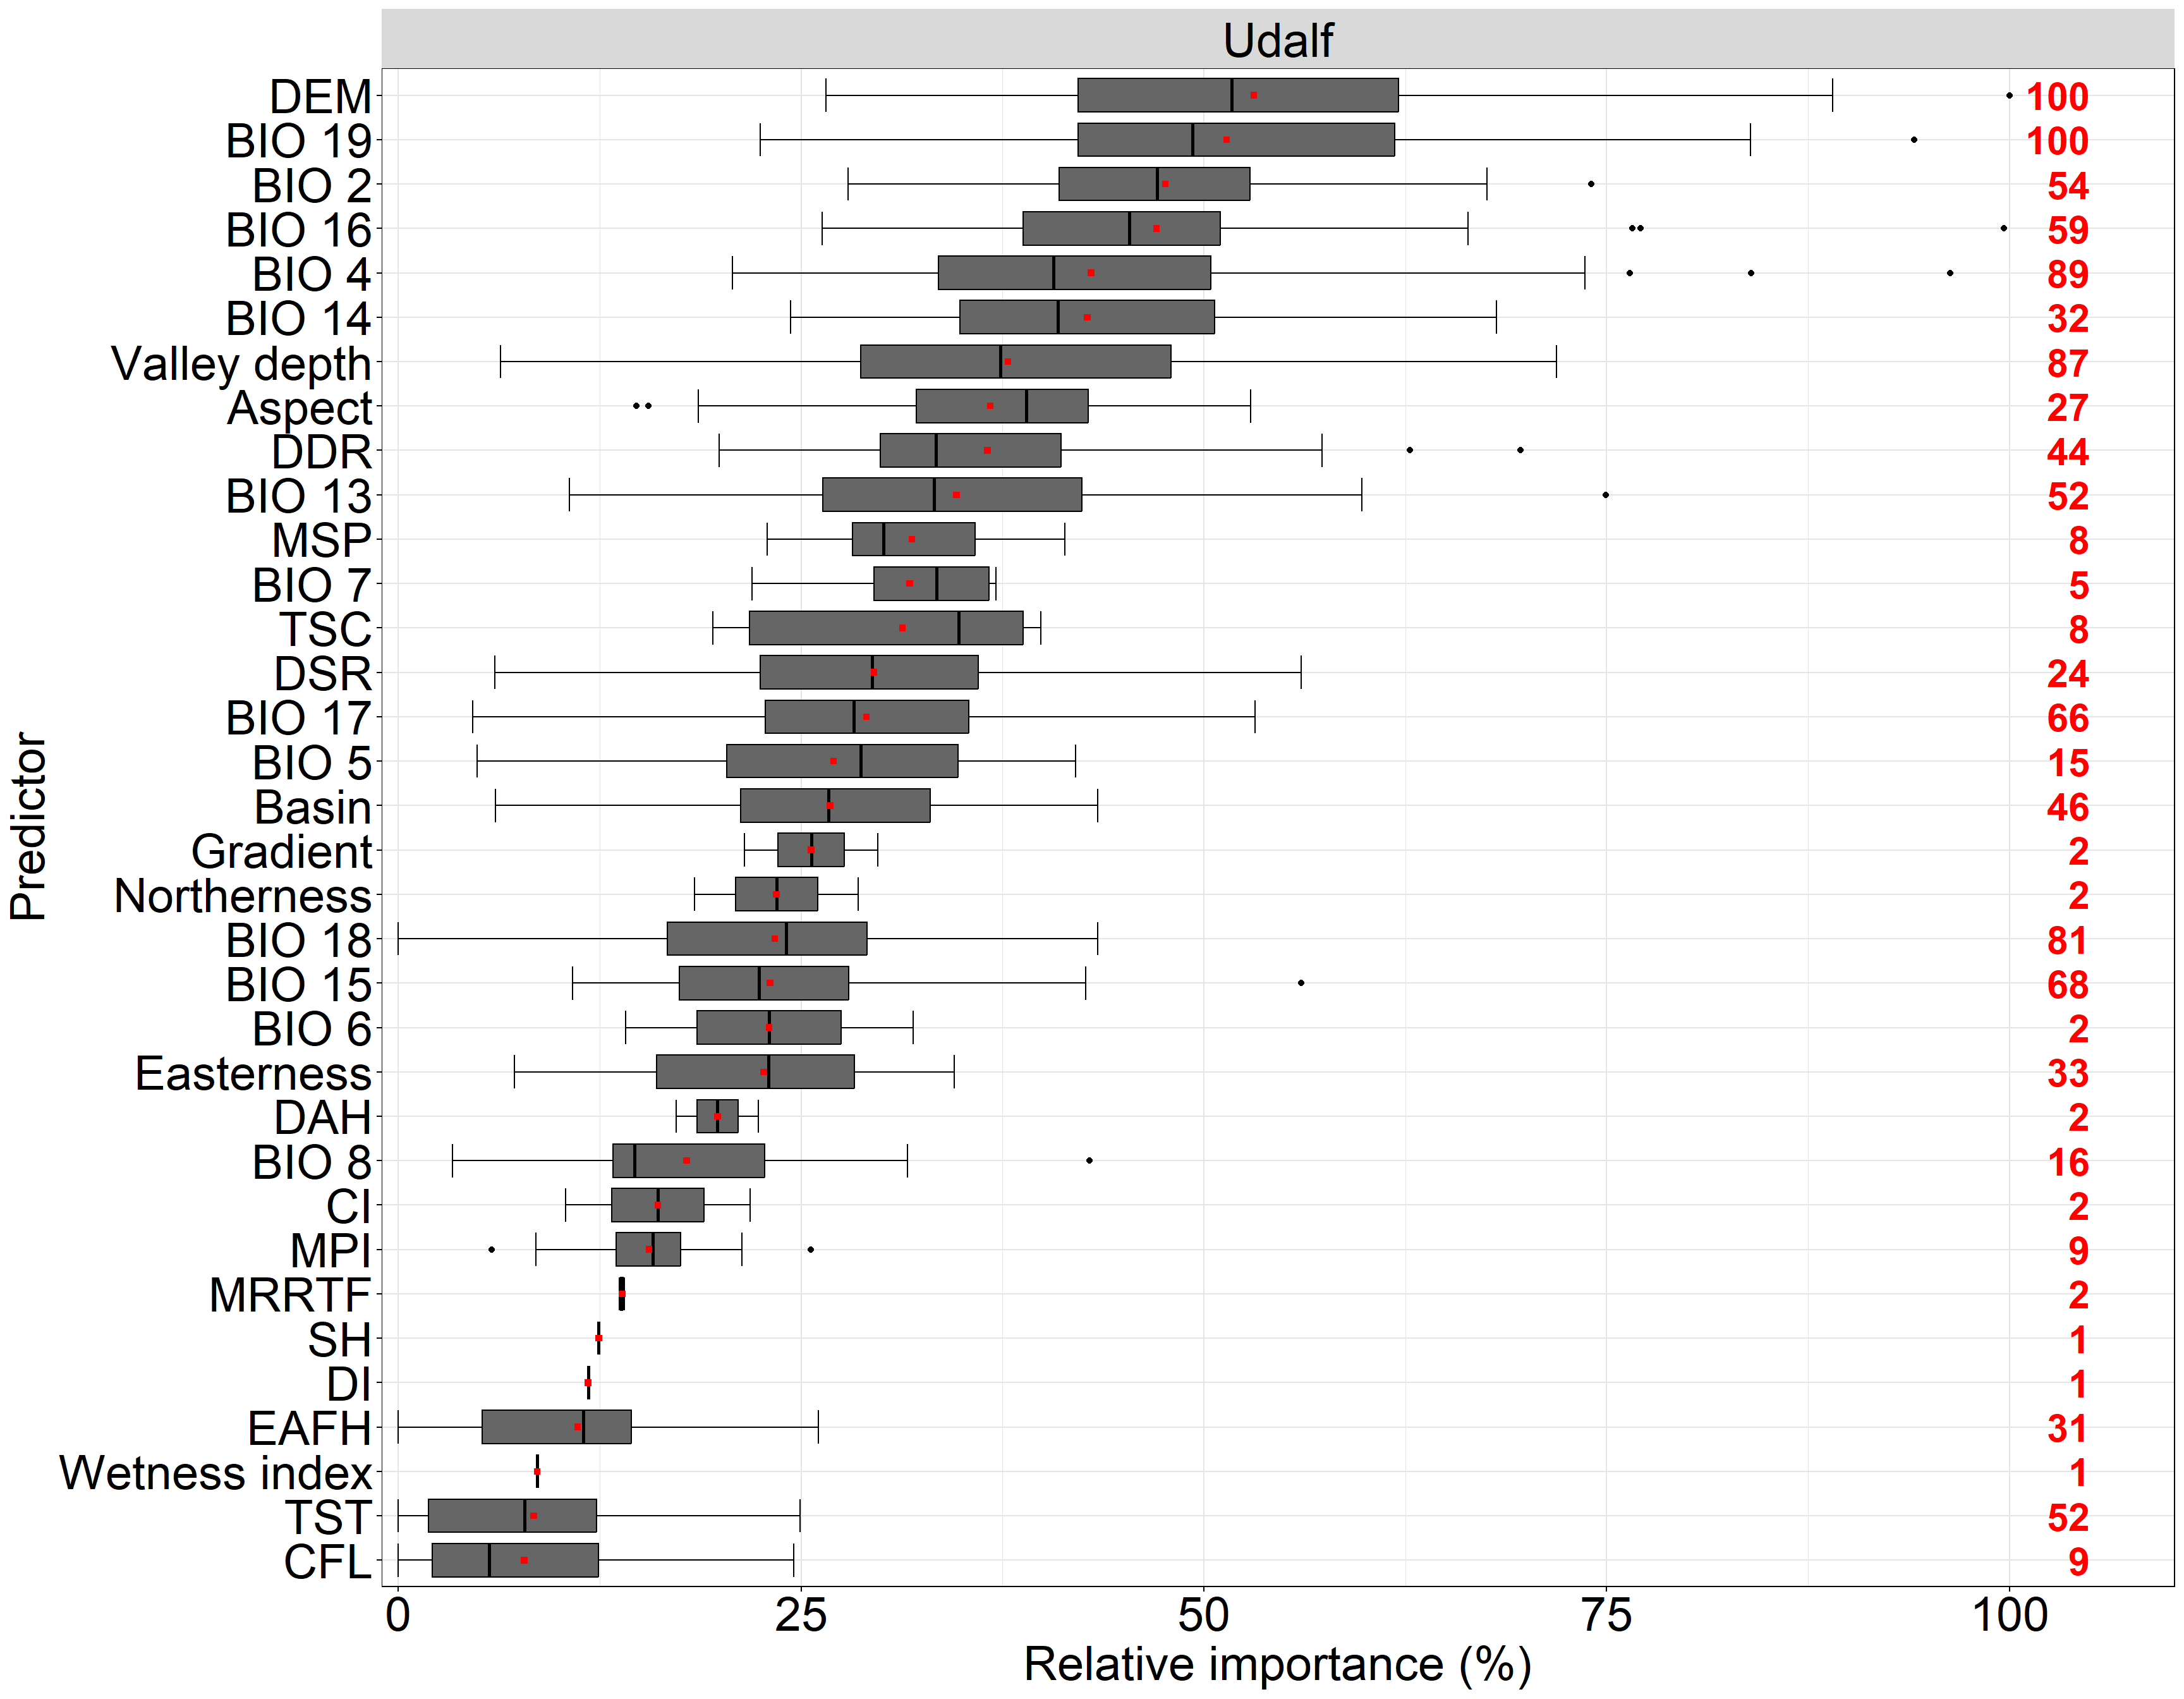 Udalf
DEM 100
BIO 19 100
BIO 2 54
BIO 16 59
BIO 4 89
BIO 14 32
Valley depth 87
Aspect 27
DDR 44
BIO 13 52
MSP 8
BIO 7 5
TSC 8
DSR 24
BIO 17 66
BIO 5 15
Basin 46
Gradient 2
Northerness 2
BIO 18 81
BIO 15 68
BIO 6 2
Easterness 33
DAH 2
BIO 8 16
CI 2
MPI 9
MRRTF 2
SH 1
DI 1
EAFH 31
Wetness index 1
TST 52
CFL 9
Predictor
0 25 50 75 100
Relative importance (%)